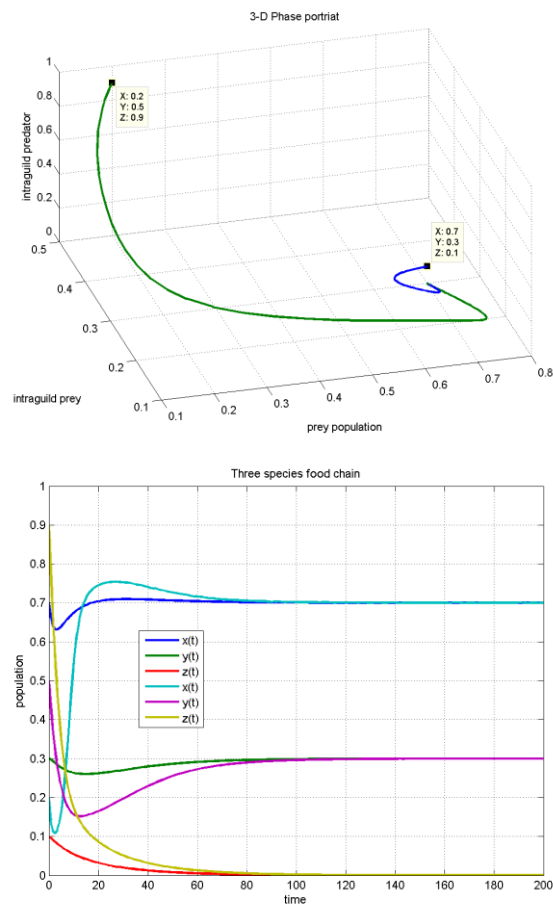 3-D Phase portriat
1
0.8
0.6
0.4
0.2
0
intraguild predator
X: 0.2
Y: 0.5
Z: 0.9
X: 0.7
Y: 0.3
Z: 0.1
0.5
0.4
0.3
0.2
0.1
intraguild prey
0.1
0.2
0.3
0.4
0.5
0.6
0.7
0.8
prey population
Three species food chain
1
0.9
0.8
0.7
0.6
0.5
0.4
0.3
0.2
0.1
0
population
x(t)
y(t)
z(t)
x(t)
y(t)
z(t)
0 20 40 60 80 100 120 140 160 180 200
time